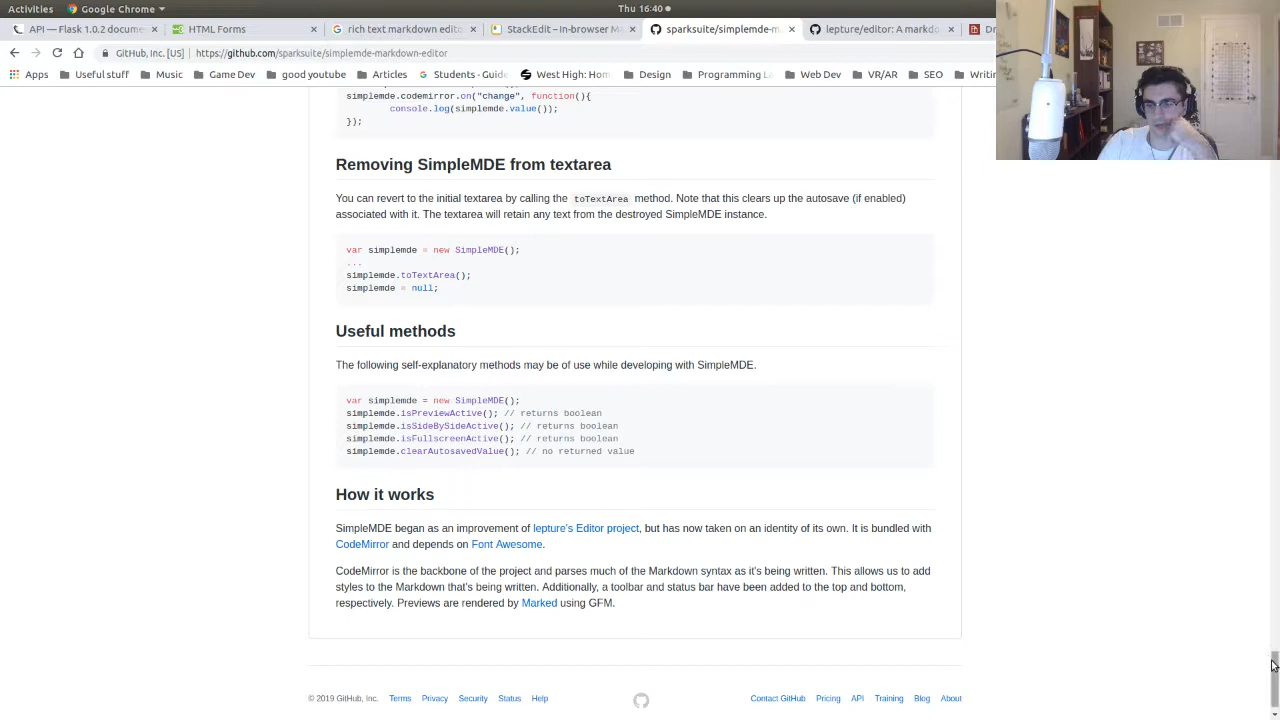 Activities
Google Chrome
Thu 16:40
API — Flask 1.0.2 documen
HTML Forms
rich text markdown edito
StackEdit – In-browser M
sparksuite/simplemde-m
lepture/editor: A markdo
Dr
GitHub, Inc. [US]
https://github.com/sparksuite/simplemde-markdown-editor
Apps
Useful stuff
Music
Game Dev
good youtube
Articles
Students - Guide
West High: Hom
Design
Programming La
Web Dev
VR/AR
SEO
Writin
simplemde.codemirror.on("change", function(){
console.log(simplemde.value());
});
Removing SimpleMDE from textarea
You can revert to the initial textarea by calling the toTextArea method. Note that this clears up the autosave (if enabled)
associated with it. The textarea will retain any text from the destroyed SimpleMDE instance.
var simplemde = new SimpleMDE();
...
simplemde.toTextArea();
simplemde = null;
Useful methods
The following self-explanatory methods may be of use while developing with SimpleMDE.
var simplemde = new SimpleMDE();
simplemde.isPreviewActive(); // returns boolean
simplemde.isSideBySideActive(); // returns boolean
simplemde.isFullscreenActive(); // returns boolean
simplemde.clearAutosavedValue(); // no returned value
How it works
SimpleMDE began as an improvement of lepture's Editor project, but has now taken on an identity of its own. It is bundled with
CodeMirror and depends on Font Awesome.
CodeMirror is the backbone of the project and parses much of the Markdown syntax as it's being written. This allows us to add
styles to the Markdown that's being written. Additionally, a toolbar and status bar have been added to the top and bottom,
respectively. Previews are rendered by Marked using GFM.
© 2019 GitHub, Inc.
Terms
Privacy
Security
Status
Help
Contact GitHub
Pricing
API
Training
Blog
About